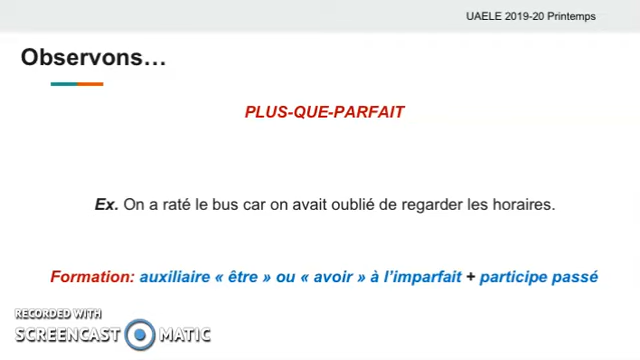 UAELE 2019-20 Printemps
Observons…
PLUS-QUE-PARFAIT
Ex. On a raté le bus car on avait oublié de regarder les horaires.
Formation: auxiliaire « être » ou « avoir » à l’imparfait + participe passé
RECORDED WITH
SCREENCAST MATIC